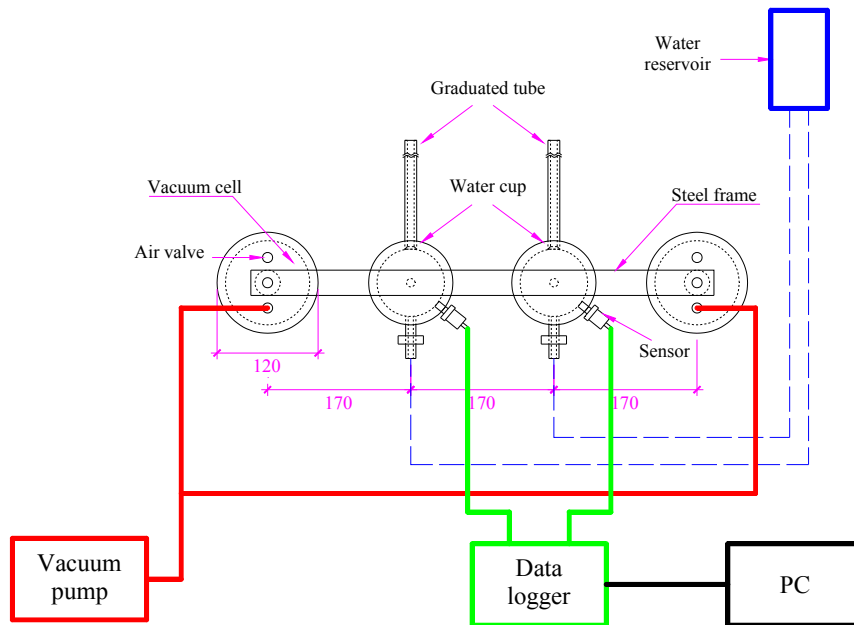 Water
reservoir
Graduated tube
Vacuum cell
Water cup
Steel frame
Air valve
Sensor
120
170
170
170
Vacuum
pump
Data
logger
PC